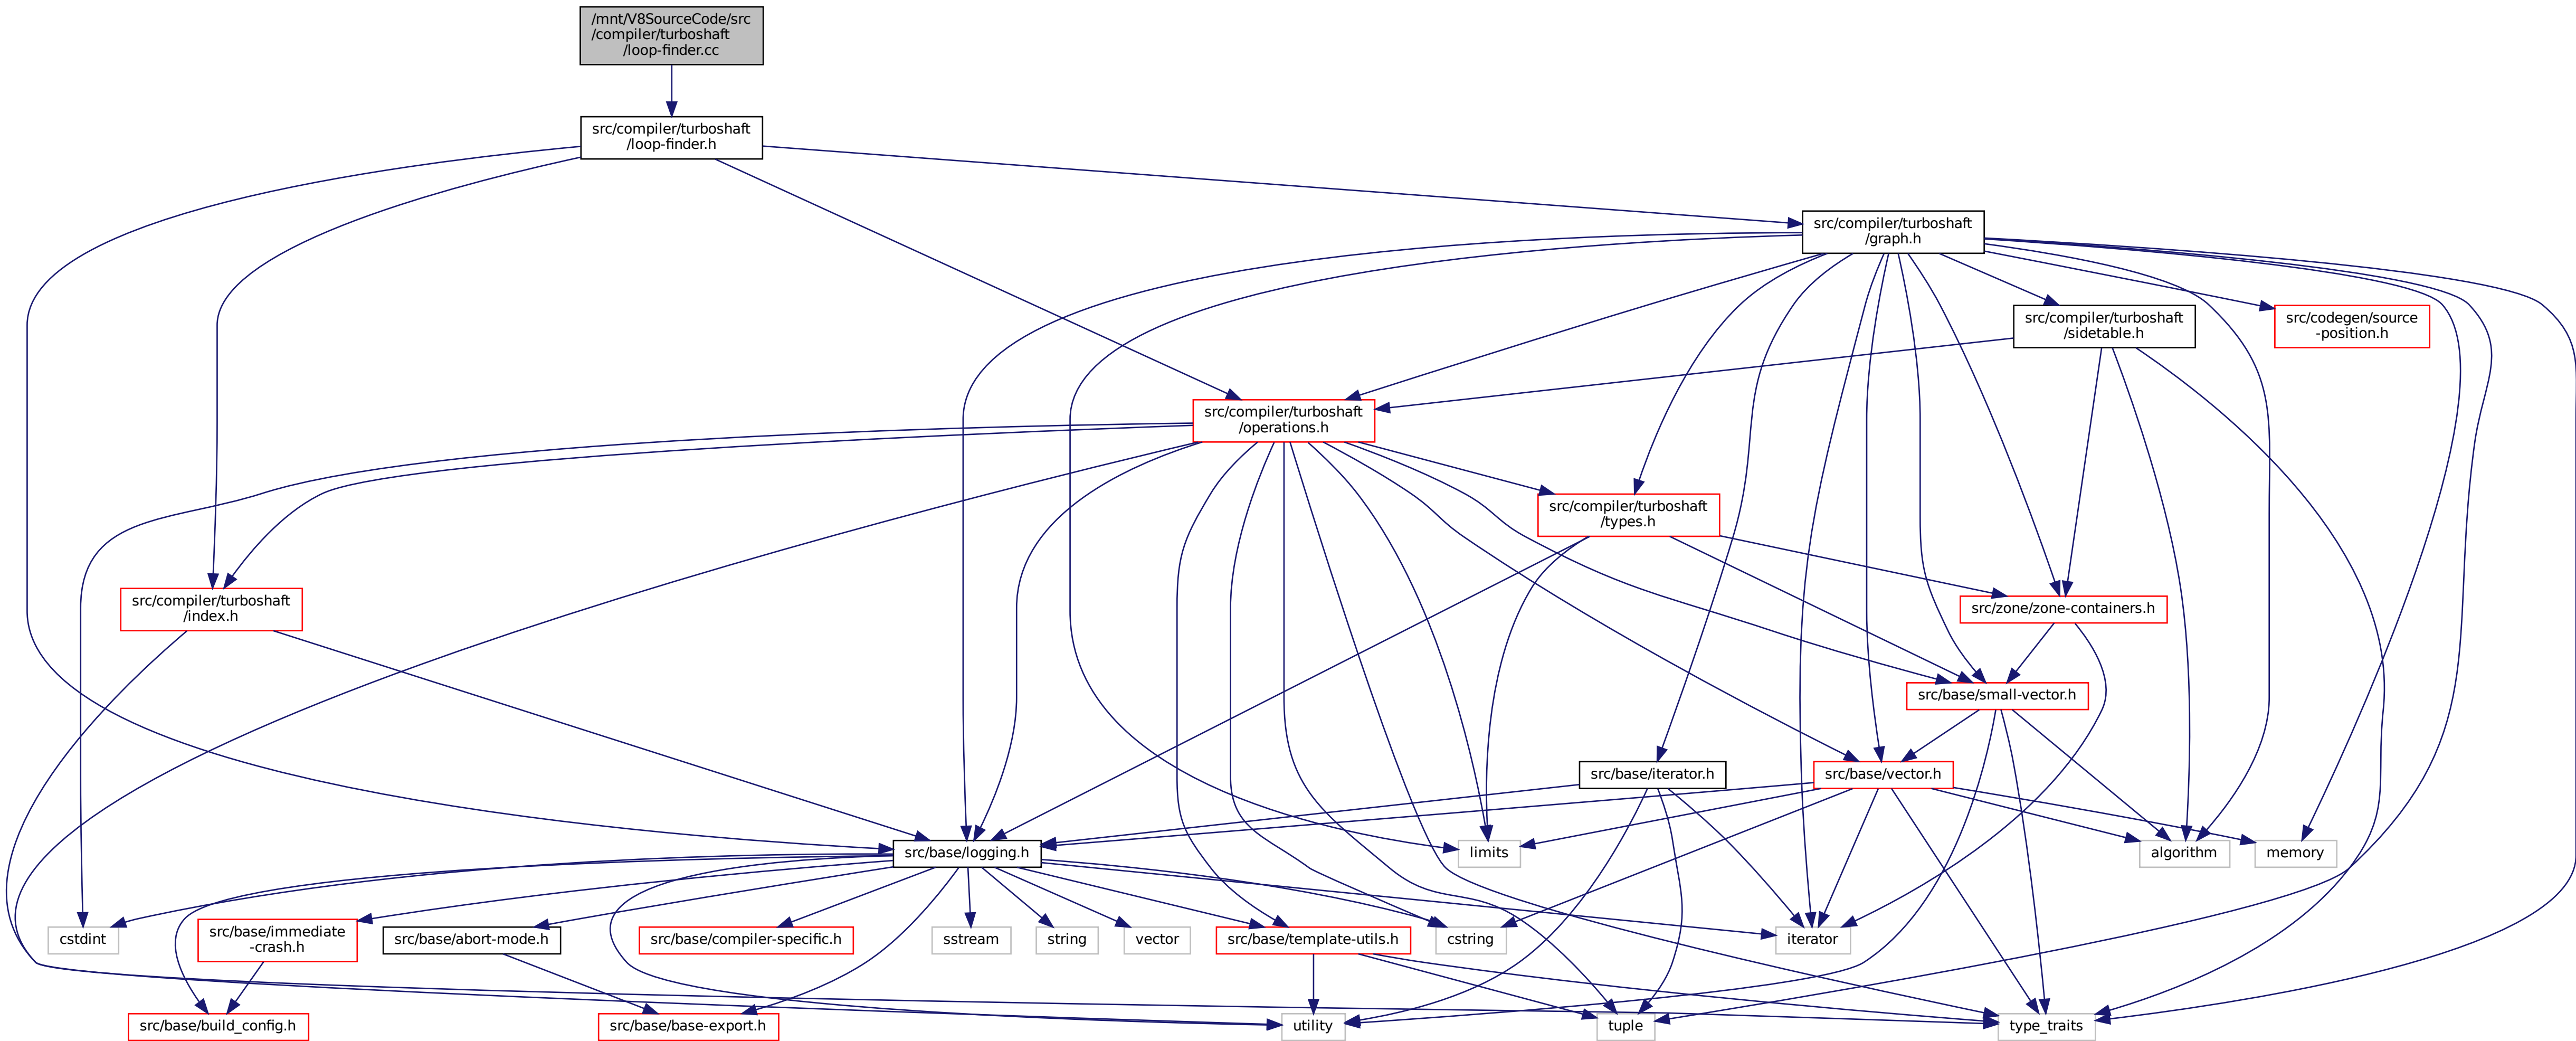 /mnt/V8SourceCode/src
/compiler/turboshaft
/loop-finder.cc
src/compiler/turboshaft
/loop-finder.h
src/compiler/turboshaft
/graph.h
src/compiler/turboshaft
/sidetable.h
src/codegen/source
-position.h
src/compiler/turboshaft
/operations.h
src/compiler/turboshaft
/types.h
src/compiler/turboshaft
/index.h
src/zone/zone-containers.h
src/base/small-vector.h
src/base/iterator.h
src/base/vector.h
src/base/logging.h
limits
algorithm
memory
cstdint
src/base/immediate
-crash.h
src/base/abort-mode.h
src/base/compiler-specific.h
sstream
string
vector
src/base/template-utils.h
cstring
iterator
src/base/build_config.h
src/base/base-export.h
utility
tuple
type_traits